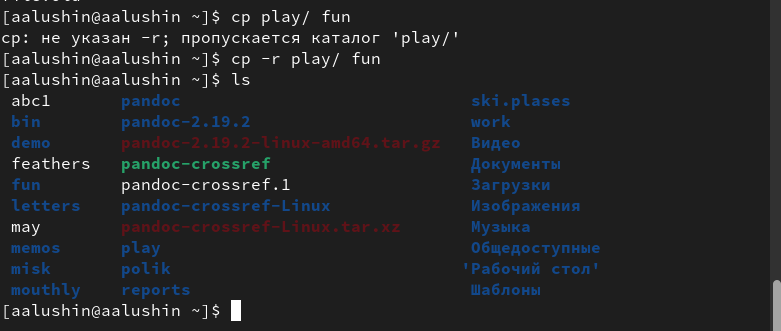 [aalushin@aalushin ~]$ cp play/ fun
cp: не указан -r; пропускается каталог 'play/'
[aalushin@aalushin ~]$ cp -r play/ fun
[aalushin@aalushin ~]$ ls
abc1 pandoc ski.plases
bin pandoc-2.19.2 work
demo pandoc-2.19.2-linux-amd64.tar.gz Видео
feathers pandoc-crossref Документы
fun pandoc-crossref.1 Загрузки
letters pandoc-crossref-Linux Изображения
may pandoc-crossref-Linux.tar.xz Музыка
memos play Общедоступные
misk polik 'Рабочий стол'
mouthly reports Шаблоны
[aalushin@aalushin ~]$